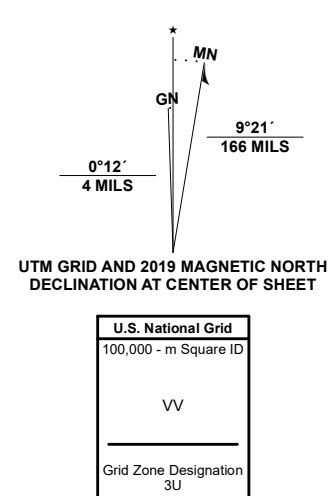 ★
MN
GN
9°21´
166 MILS
0°12´
4 MILS
UTM GRID AND 2019 MAGNETIC NORTH
DECLINATION AT CENTER OF SHEET
U.S. National Grid
100,000 - m Square ID
VV
Grid Zone Designation
3U